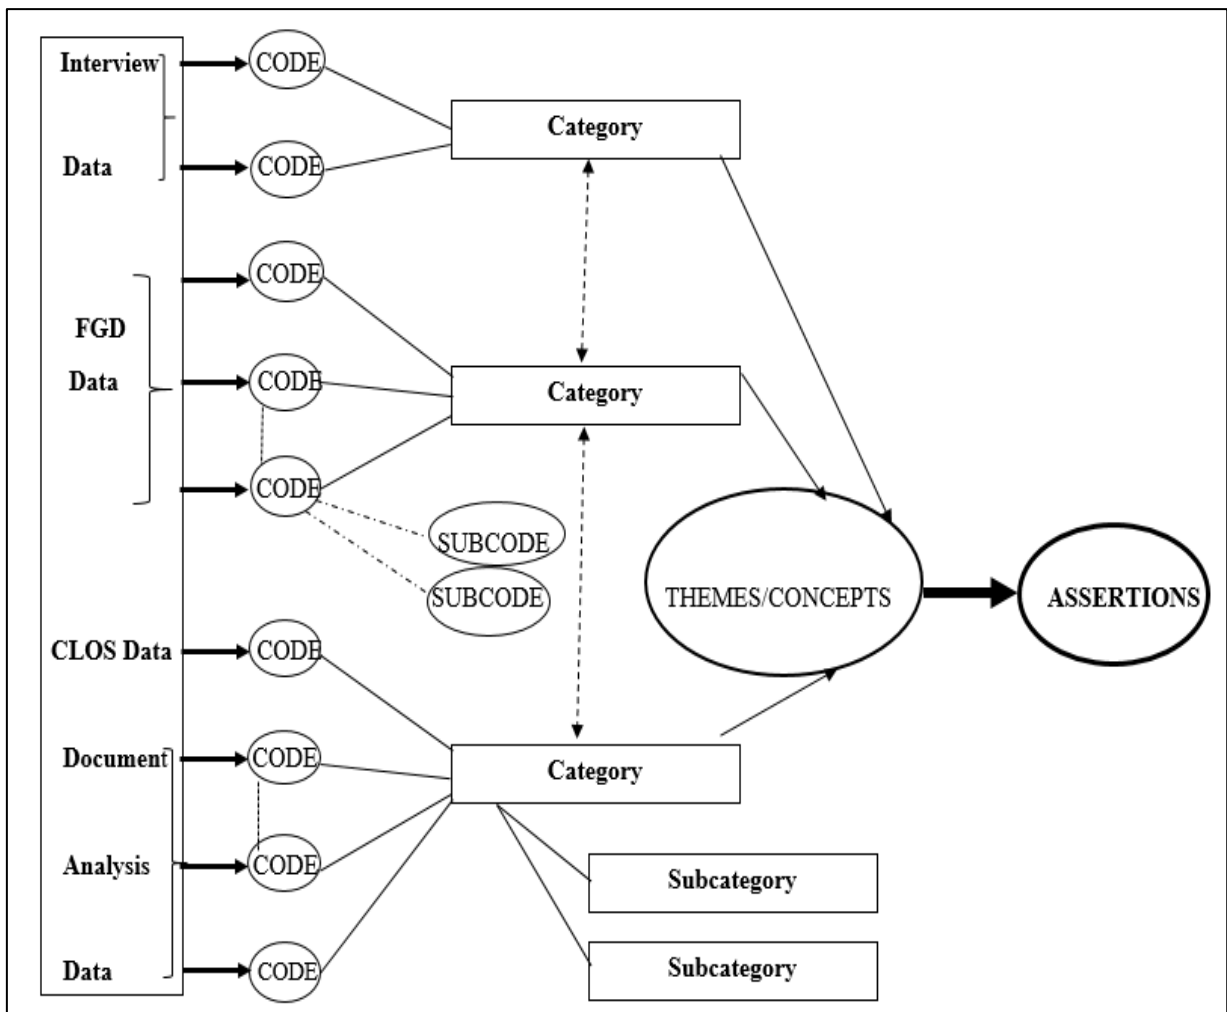 Interview
CODE
Category
Data
CODE
CODE
FGD
Data
CODE
Category
CODE
SUBCODE
SUBCODE
THEMES/CONCEPTS
ASSERTIONS
CLOS Data
CODE
Document
CODE
Category
Analysis
CODE
Subcategory
Data
CODE
Subcategory